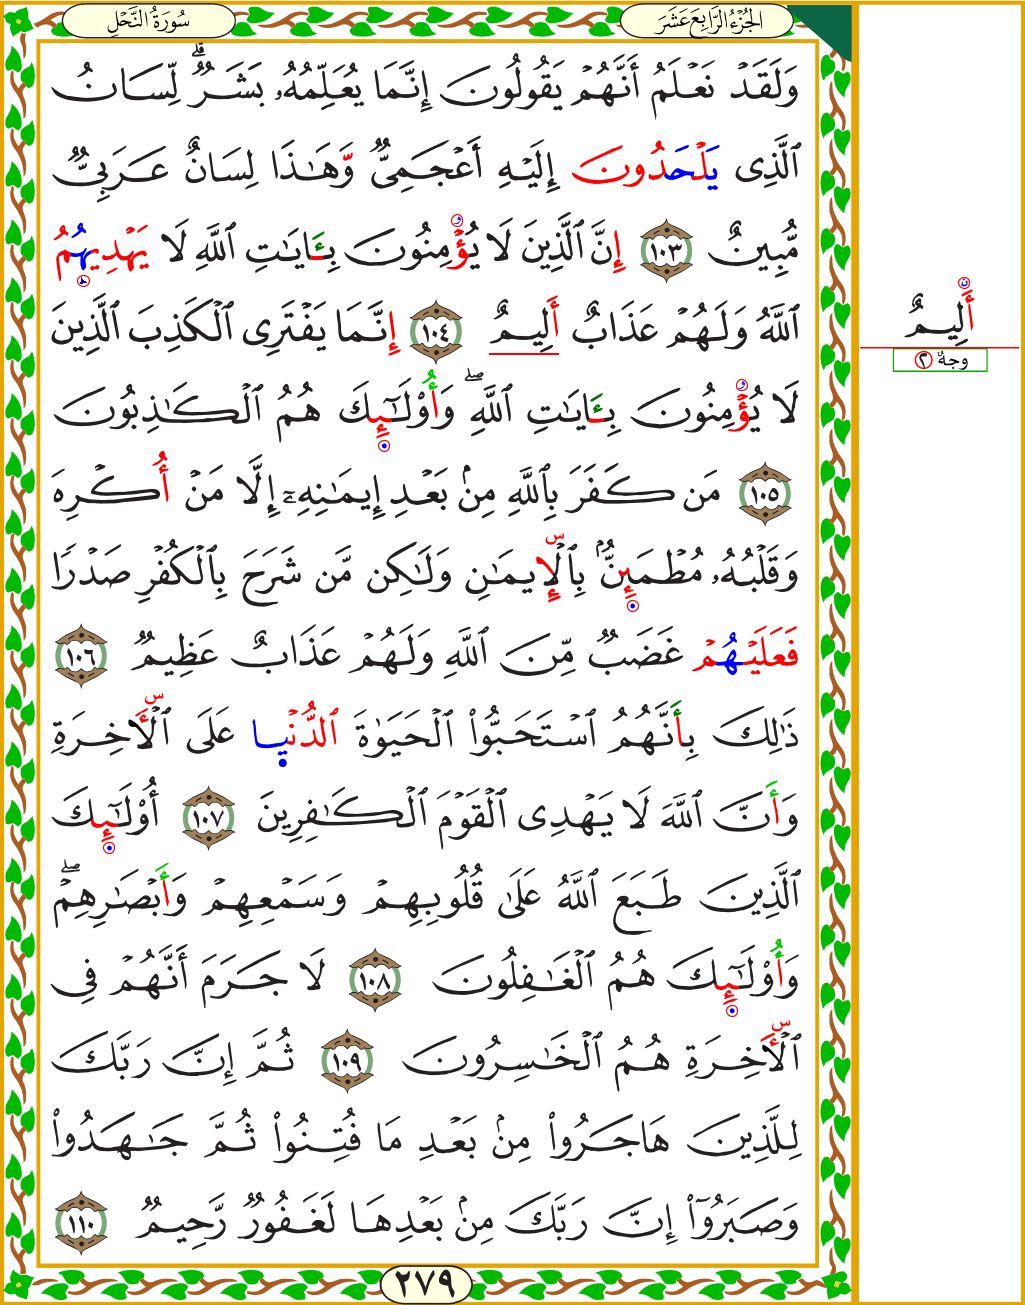 سُورَةُ النَّحْلِ
الجُزْءُ الرَّابِعَ عَشَرَ
وَلَقَدْ نَعْلَمُ أَنَّهُمْ يَقُولُونَ إِنَّمَا يُعَلِّمُهُۥ بَشَرٌۗ لِّسَانُ
ٱلَّذِى يَلْحَدُونَ إِلَيْهِ أَعْجَمِىٌّ وَّهَـٰذَا لِسَانٌ عَرَبِىٌّ
مُّبِينٌ ١٠٣ إِنَّ ٱلَّذِينَ لَا يُؤْمِنُونَ بِـَٔايَـٰتِ ٱللَّهِ لَا يَهْدِيهُمُ
ٱللَّهُ وَلَهُمْ عَذَابٌ أَلِيمٌ ١٠٤ إِنَّمَا يَفْتَرِى ٱلْكَذِبَ ٱلَّذِينَ
لَا يُؤْمِنُونَ بِـَٔايَـٰتِ ٱللَّهِۖ وَأُوْلَـٰٓئِكَ هُمُ ٱلْكَـٰذِبُونَ
١٠٥ مَن كَفَرَ بِٱللَّهِ مِنۢ بَعْدِ إِيمَـٰنِهِۦٓ إِلَّا مَنْ أُكْرِهَ
وَقَلْبُهُۥ مُطْمَئِنٌّۢ بِٱلْإِيمَـٰنِ وَلَـٰكِن مَّن شَرَحَ بِٱلْكُفْرِ صَدْرًا
فَعَلَيْهُمْ غَضَبٌ مِّنَ ٱللَّهِ وَلَهُمْ عَذَابٌ عَظِيمٌ ١٠٦
ذَٰلِكَ بِأَنَّهُمُ ٱسْتَحَبُّوا۟ ٱلْحَيَوٰةَ ٱلدُّنْيا عَلَى ٱلْأَخِرَةِ
وَأَنَّ ٱللَّهَ لَا يَهْدِى ٱلْقَوْمَ ٱلْكَـٰفِرِينَ ١٠٧ أُوْلَـٰٓئِكَ
ٱلَّذِينَ طَبَعَ ٱللَّهُ عَلَىٰ قُلُوبِهِمْ وَسَمْعِهِمْ وَأَبْصَـٰرِهِمْۖ
وَأُوْلَـٰٓئِكَ هُمُ ٱلْغَـٰفِلُونَ ١٠٨ لَا جَرَمَ أَنَّهُمْ فِى
ٱلْأَخِرَةِ هُمُ ٱلْخَـٰسِرُونَ ١٠٩ ثُمَّ إِنَّ رَبَّكَ
لِلَّذِينَ هَاجَرُوا۟ مِنۢ بَعْدِ مَا فُتِنُوا۟ ثُمَّ جَـٰهَدُوا۟
وَصَبَرُوٓا۟ إِنَّ رَبَّكَ مِنۢ بَعْدِهَا لَغَفُورٌ رَّحِيمٌ ١١٠
أَلِيمٌ
وجهٌ ٢
٢٧٩